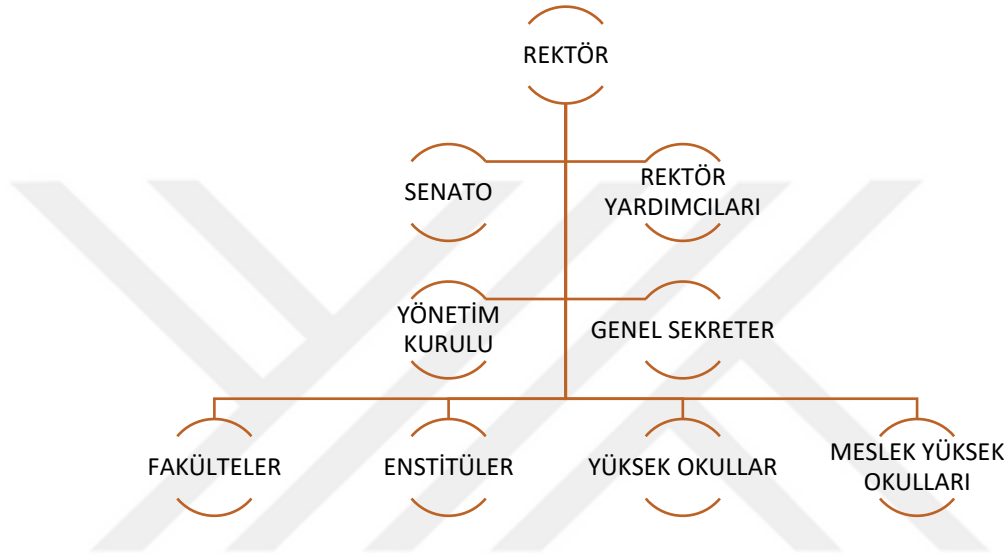 REKTÖR
SENATO
REKTÖR
YARDIMCILARI
YÖNETİM
KURULU
GENEL SEKRETER
FAKÜLTELER
ENSTİTÜLER
YÜKSEK OKULLAR
MESLEK YÜKSEK
OKULLARI